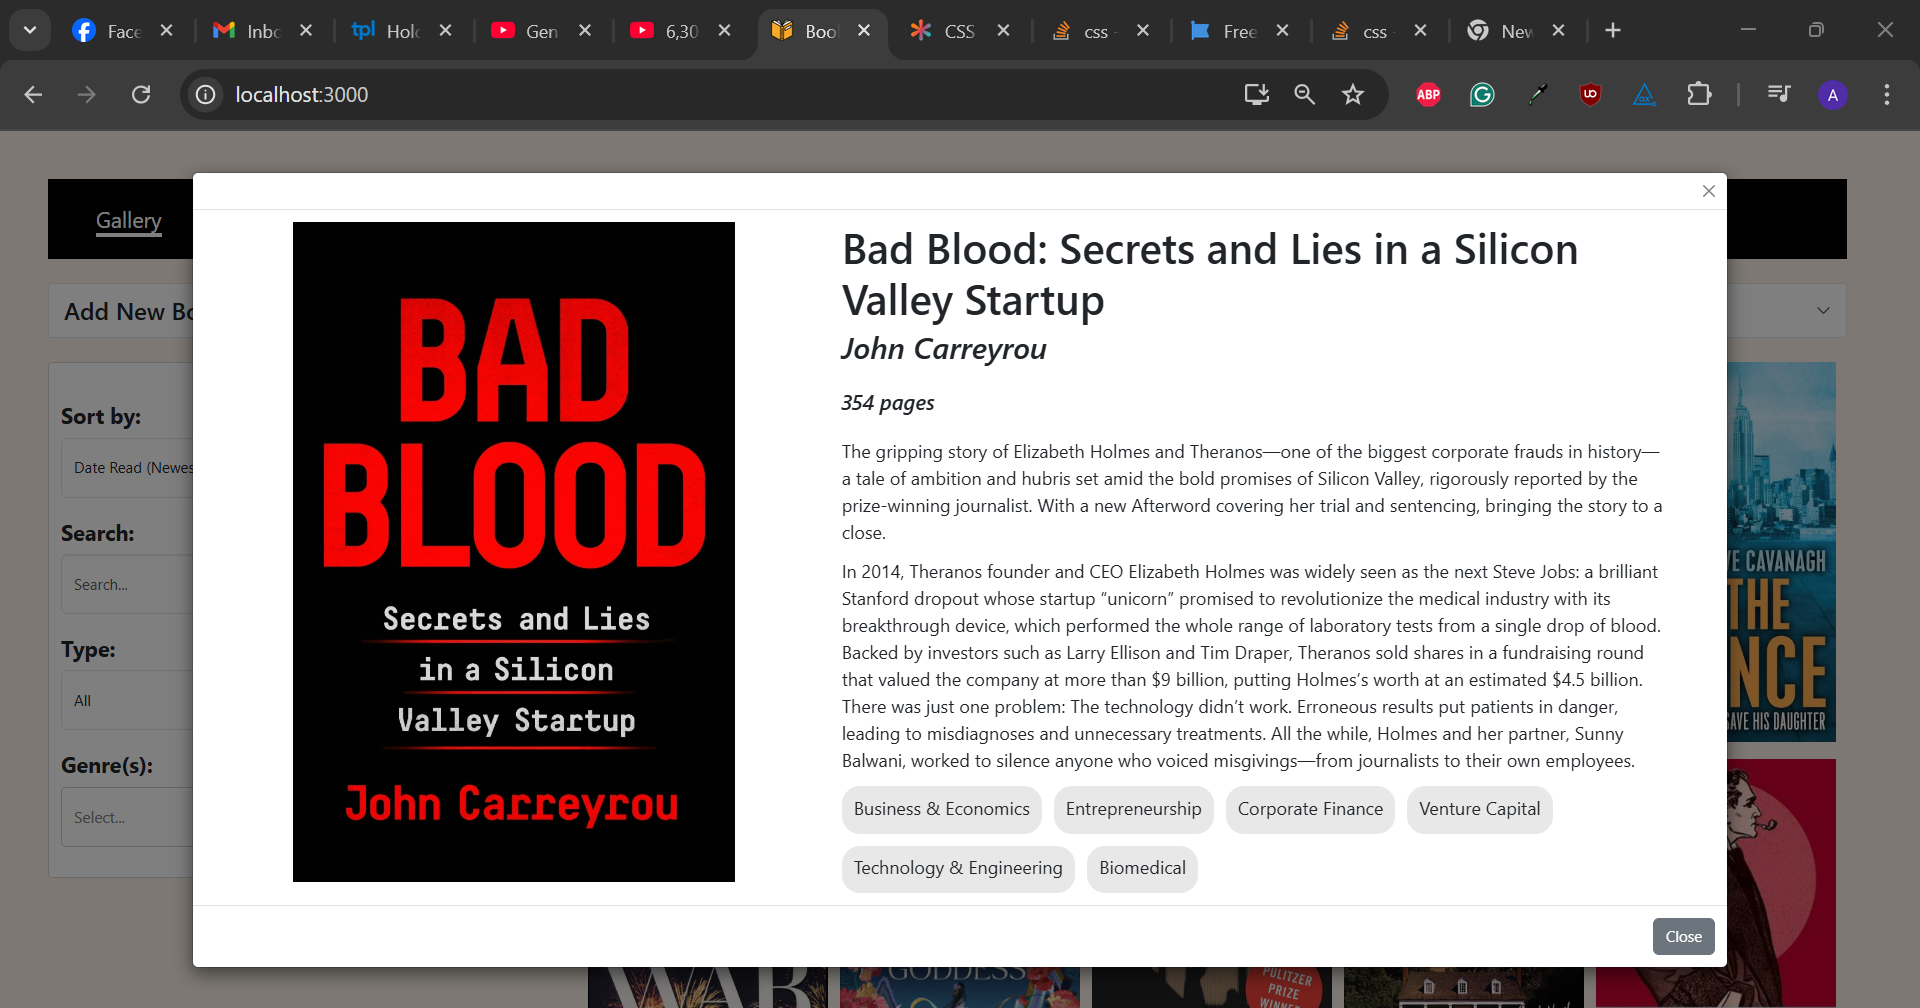 Face
Inbo
tpl Holo
Gen
6,30
Boo
CSS
css
Free
css
New
localhost:3000
ABP
A
Gallery
Add New Bo
Sort by:
Date Read (Newes
Search:
Search...
Type:
All
Genre(s):
Select...
BAD
BLOOD
Secrets and Lies
in a Silicon
Valley Startup
John Carreyrou
Bad Blood: Secrets and Lies in a Silicon
Valley Startup
John Carreyrou
354 pages
The gripping story of Elizabeth Holmes and Theranos—one of the biggest corporate frauds in history—
a tale of ambition and hubris set amid the bold promises of Silicon Valley, rigorously reported by the
prize-winning journalist. With a new Afterword covering her trial and sentencing, bringing the story to a
close.
In 2014, Theranos founder and CEO Elizabeth Holmes was widely seen as the next Steve Jobs: a brilliant
Stanford dropout whose startup “unicorn” promised to revolutionize the medical industry with its
breakthrough device, which performed the whole range of laboratory tests from a single drop of blood.
Backed by investors such as Larry Ellison and Tim Draper, Theranos sold shares in a fundraising round
that valued the company at more than $9 billion, putting Holmes’s worth at an estimated $4.5 billion.
There was just one problem: The technology didn’t work. Erroneous results put patients in danger,
leading to misdiagnoses and unnecessary treatments. All the while, Holmes and her partner, Sunny
Balwani, worked to silence anyone who voiced misgivings—from journalists to their own employees.
Business & Economics
Entrepreneurship
Corporate Finance
Venture Capital
Technology & Engineering
Biomedical
Close
VE CAVANAGH
THE
NCE
SAVE HIS DAUGHTER
WAR
GODDESS
PULITZER
PRIZE
WINNER